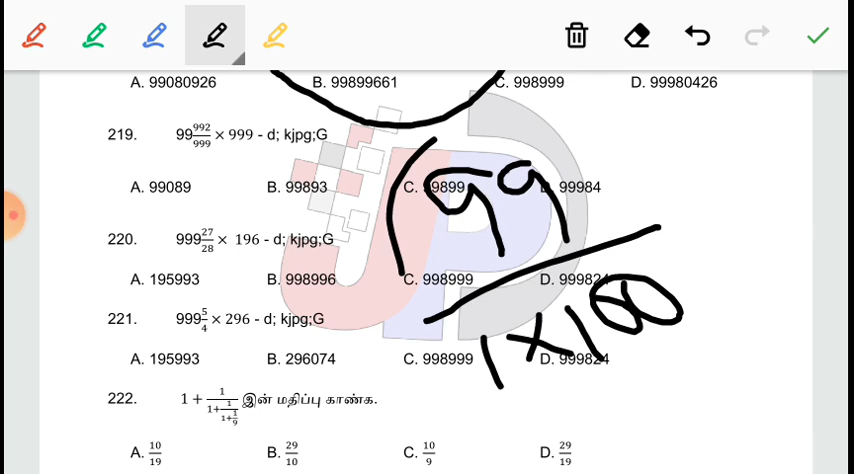 A. 99080926 B. 99899661 C. 998999 D. 99980426
219. 99 992/999 × 999 - d; kjpg;G
A. 99089 B. 99893 C. 99899 D. 99984
220. 999 27/28 × 196 - d; kjpg;G
A. 195993 B. 998996 C. 998999 D. 999824
221. 999 5/4 × 296 - d; kjpg;G
A. 195993 B. 296074 C. 998999 D. 999824
222. 1 + 1/(1+1/(1+1/9)) இன் மதிப்பு காண்க.
A. 10/19 B. 29/10 C. 10/9 D. 29/19